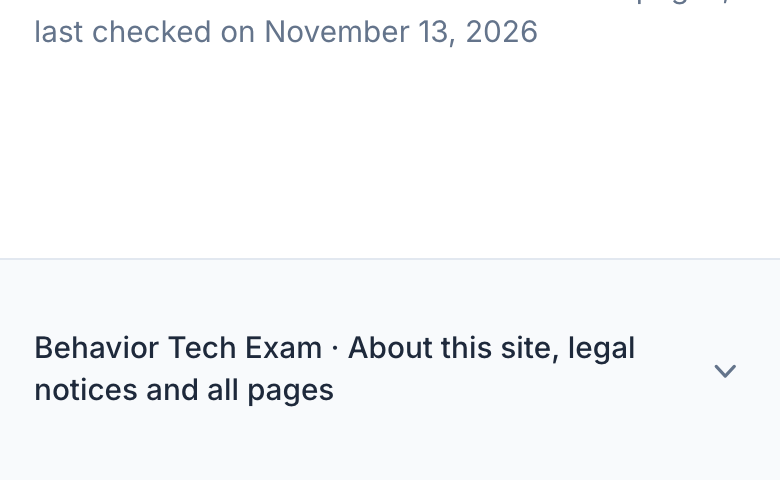 last checked on November 13, 2026
Behavior Tech Exam · About this site, legal
notices and all pages